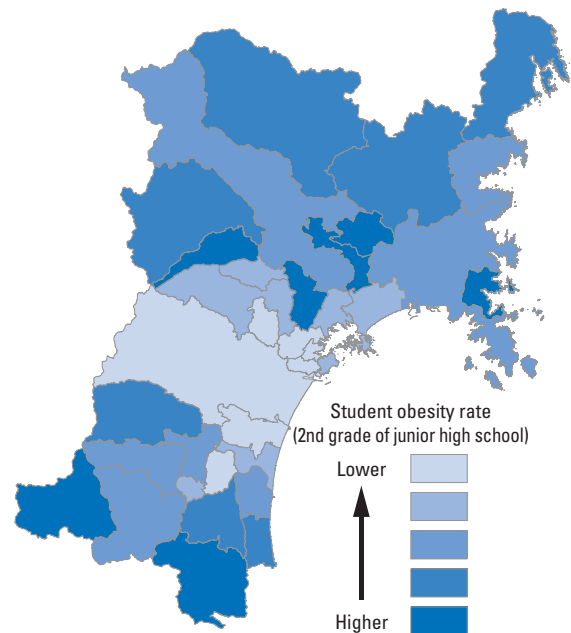 Student obesity rate
(2nd grade of junior high school)
Lower
Higher